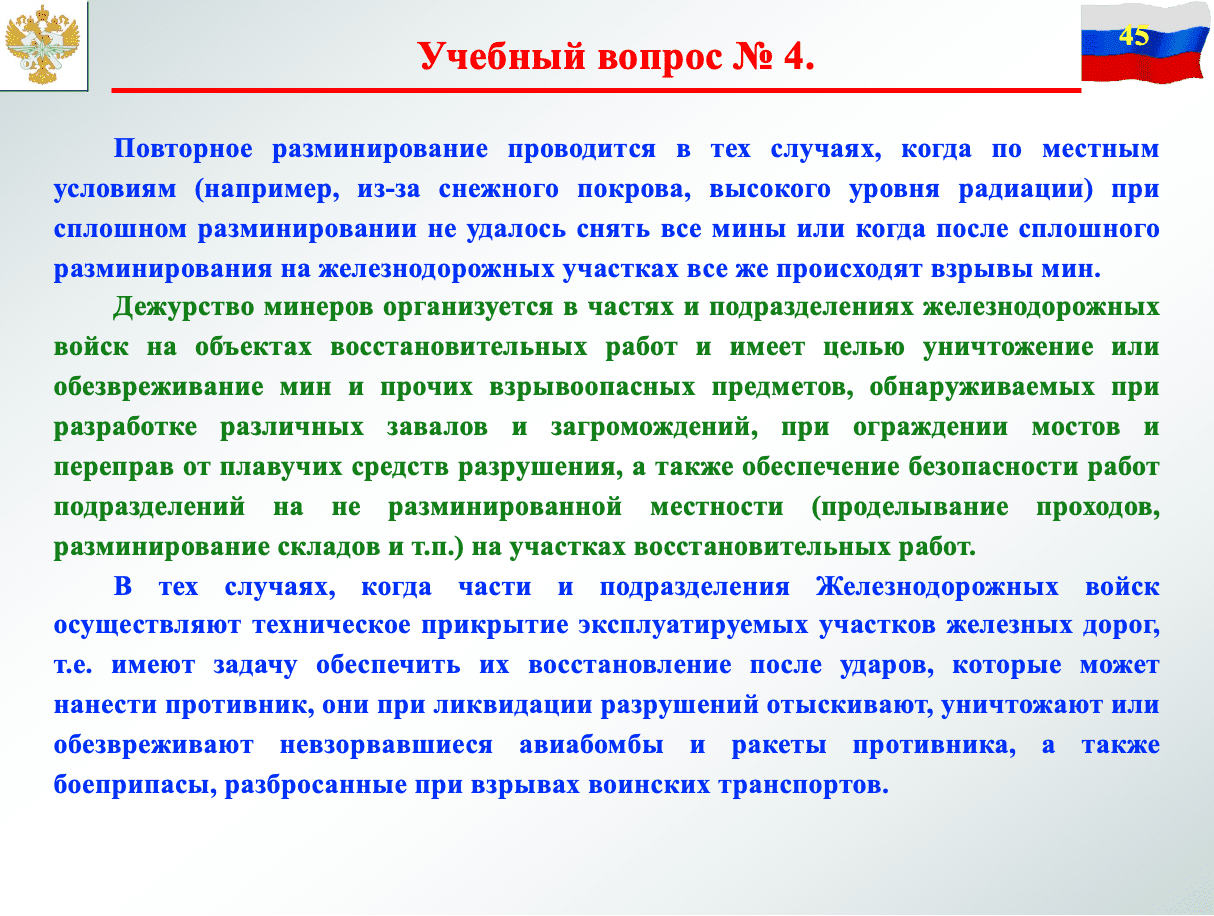 45
Учебный вопрос № 4.
Повторное разминирование проводится в тех случаях, когда по местным
условиям (например, из-за снежного покрова, высокого уровня радиации) при
сплошном разминировании не удалось снять все мины или когда после сплошного
разминирования на железнодорожных участках все же происходят взрывы мин.
Дежурство минеров организуется в частях и подразделениях железнодорожных
войск на объектах восстановительных работ и имеет целью уничтожение или
обезвреживание мин и прочих взрывоопасных предметов, обнаруживаемых при
разработке различных завалов и загромождений, при ограждении мостов и
переправ от плавучих средств разрушения, а также обеспечение безопасности работ
подразделений на не разминированной местности (проделывание проходов,
разминирование складов и т.п.) на участках восстановительных работ.
В тех случаях, когда части и подразделения Железнодорожных войск
осуществляют техническое прикрытие эксплуатируемых участков железных дорог,
т.е. имеют задачу обеспечить их восстановление после ударов, которые может
нанести противник, они при ликвидации разрушений отыскивают, уничтожают или
обезвреживают невзорвавшиеся авиабомбы и ракеты противника, а также
боеприпасы, разбросанные при взрывах воинских транспортов.